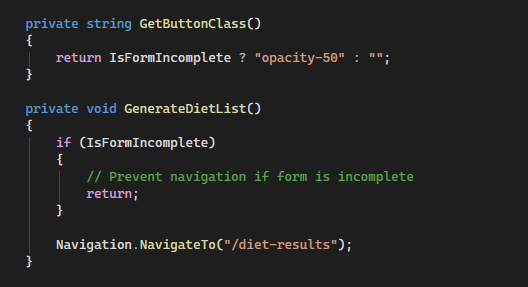 private string GetButtonClass()
{
    return IsFormIncomplete ? "opacity-50" : "";
}
private void GenerateDietList()
{
    if (IsFormIncomplete)
    {
        // Prevent navigation if form is incomplete
        return;
    }
    Navigation.NavigateTo("/diet-results");
}